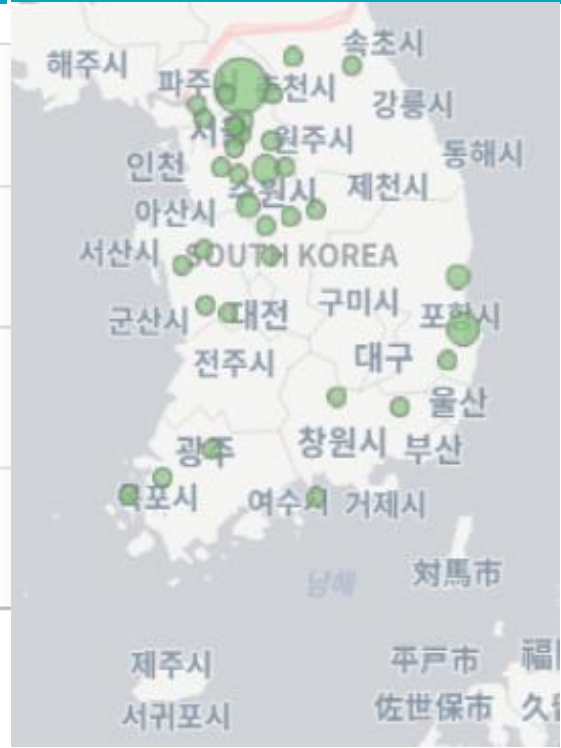 속초시
해주시
파주시
춘천시
강릉시
서울
원주시
동해시
인천
수원시
제천시
아산시
서산시
SOUTH KOREA
구미시
포항시
군산시
대전
전주시
대구
울산
광주
창원시
부산
목포시
여수시
거제시
남해
対馬市
제주시
平戸市
福
서귀포시
佐世保市
久